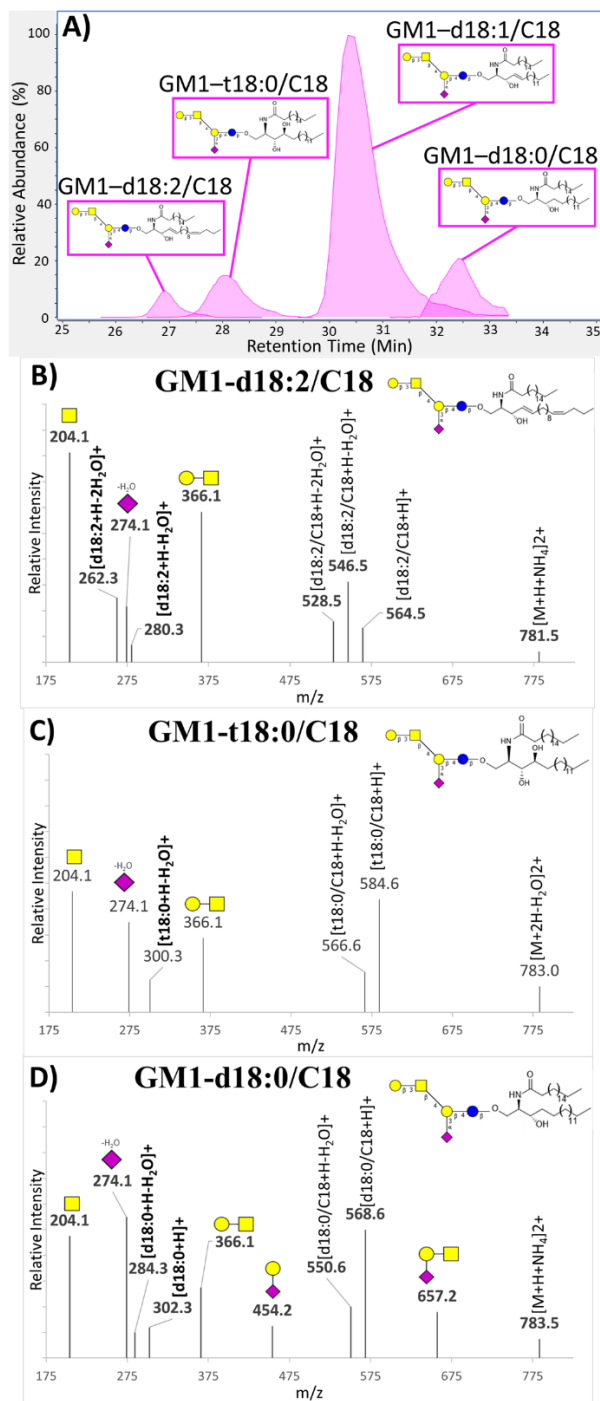 A)
GM1–d18:1/C18
GM1–t18:0/C18
GM1–d18:2/C18
GM1–d18:0/C18
Relative Abundance (%)
100
80
60
40
20
0
25 26 27 28 29 30 31 32 33 34 35
Retention Time (Min)
B) GM1-d18:2/C18
Relative Intensity
204.1
[d18:2+H-2H2O]+
262.3
-H2O
274.1
[d18:2+H-H2O]+
280.3
366.1
[d18:2/C18+H-2H2O]+
528.5
[d18:2/C18+H-H2O]+
546.5
[d18:2/C18+H]+
564.5
[M+H+NH4]2+
781.5
175 275 375 475 575 675 775
m/z
C) GM1-t18:0/C18
Relative Intensity
204.1
-H2O
274.1
[t18:0+H-H2O]+
300.3
366.1
[t18:0/C18+H-H2O]+
566.6
[t18:0/C18+H]+
584.6
[M+2H-H2O]2+
783.0
175 275 375 475 575 675 775
m/z
D) GM1-d18:0/C18
Relative Intensity
204.1
-H2O
274.1
[d18:0+H-H2O]+
284.3
[d18:0+H]+
302.3
366.1
454.2
[d18:0/C18+H-H2O]+
550.6
[d18:0/C18+H]+
568.6
657.2
[M+H+NH4]2+
783.5
175 275 375 475 575 675 775
m/z